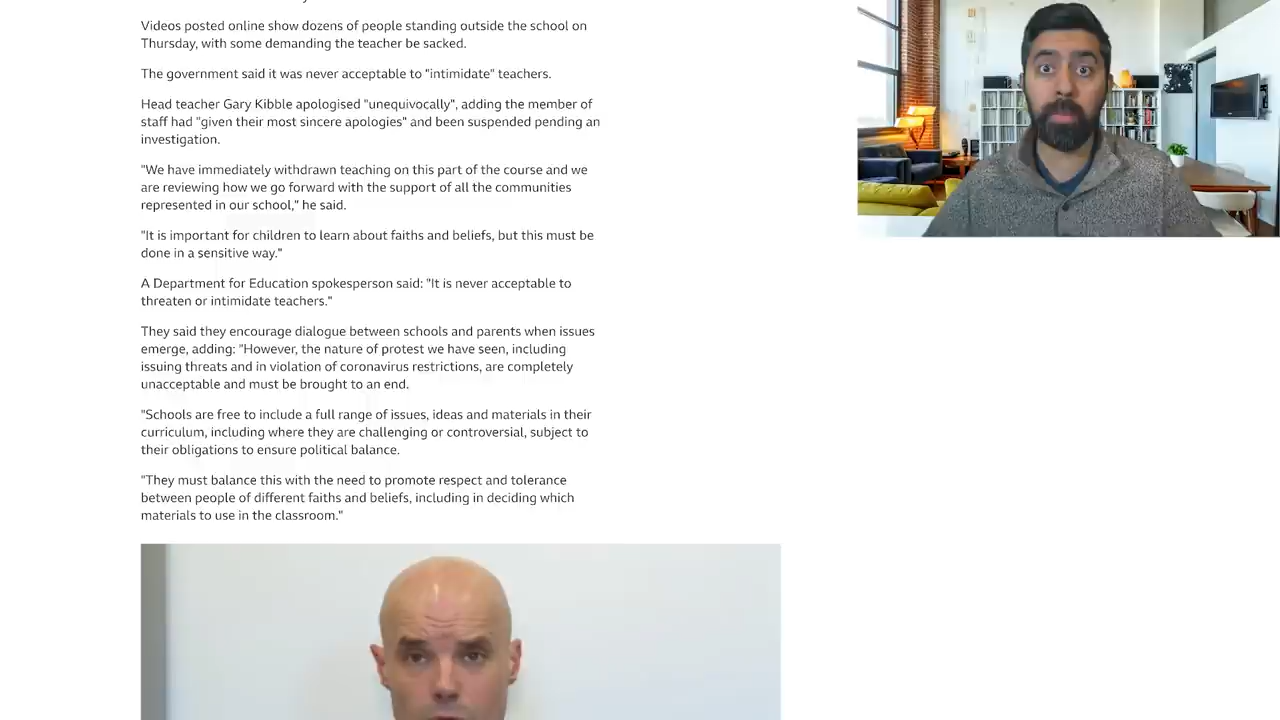 Videos posted online show dozens of people standing outside the school on
Thursday, with some demanding the teacher be sacked.
The government said it was never acceptable to "intimidate" teachers.
Head teacher Gary Kibble apologised "unequivocally", adding the member of
staff had "given their most sincere apologies" and been suspended pending an
investigation.
"We have immediately withdrawn teaching on this part of the course and we
are reviewing how we go forward with the support of all the communities
represented in our school," he said.
"It is important for children to learn about faiths and beliefs, but this must be
done in a sensitive way."
A Department for Education spokesperson said: "It is never acceptable to
threaten or intimidate teachers."
They said they encourage dialogue between schools and parents when issues
emerge, adding: "However, the nature of protest we have seen, including
issuing threats and in violation of coronavirus restrictions, are completely
unacceptable and must be brought to an end.
"Schools are free to include a full range of issues, ideas and materials in their
curriculum, including where they are challenging or controversial, subject to
their obligations to ensure political balance.
"They must balance this with the need to promote respect and tolerance
between people of different faiths and beliefs, including in deciding which
materials to use in the classroom."